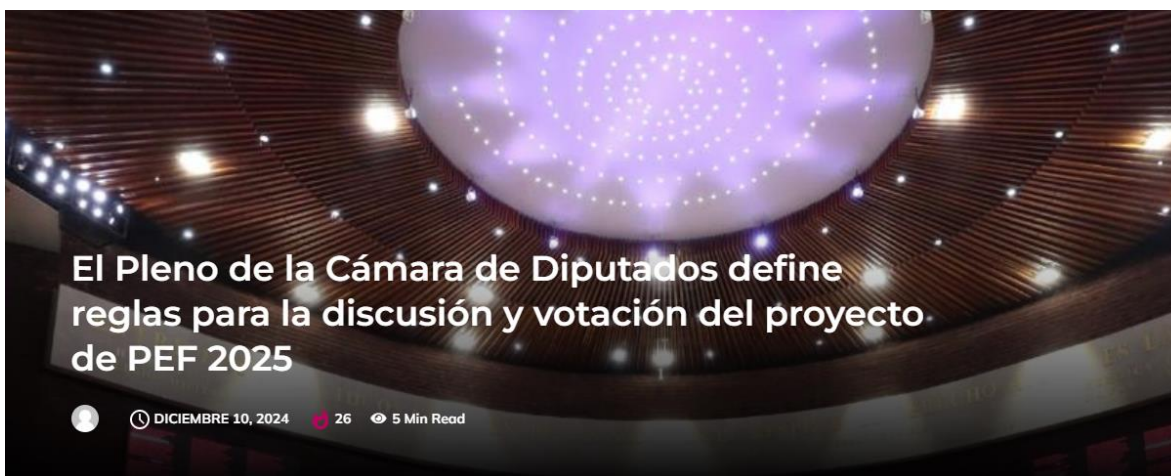 El Pleno de la Cámara de Diputados define
reglas para la discusión y votación del proyecto
de PEF 2025
DICIEMBRE 10, 2024 26 5 Min Read